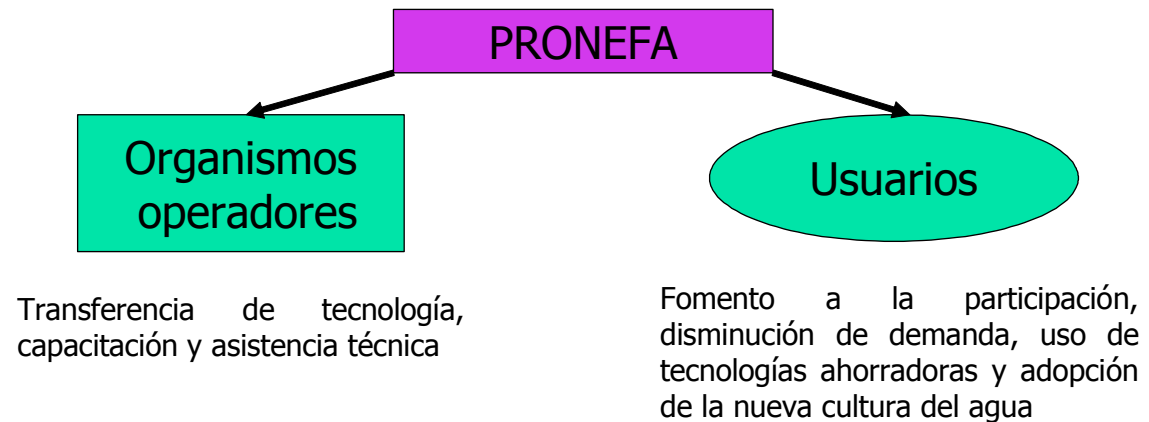 PRONEFA
Organismos
operadores
Usuarios
Transferencia de tecnología,
capacitación y asistencia técnica
Fomento a la participación,
disminución de demanda, uso de
tecnologías ahorradoras y adopción
de la nueva cultura del agua